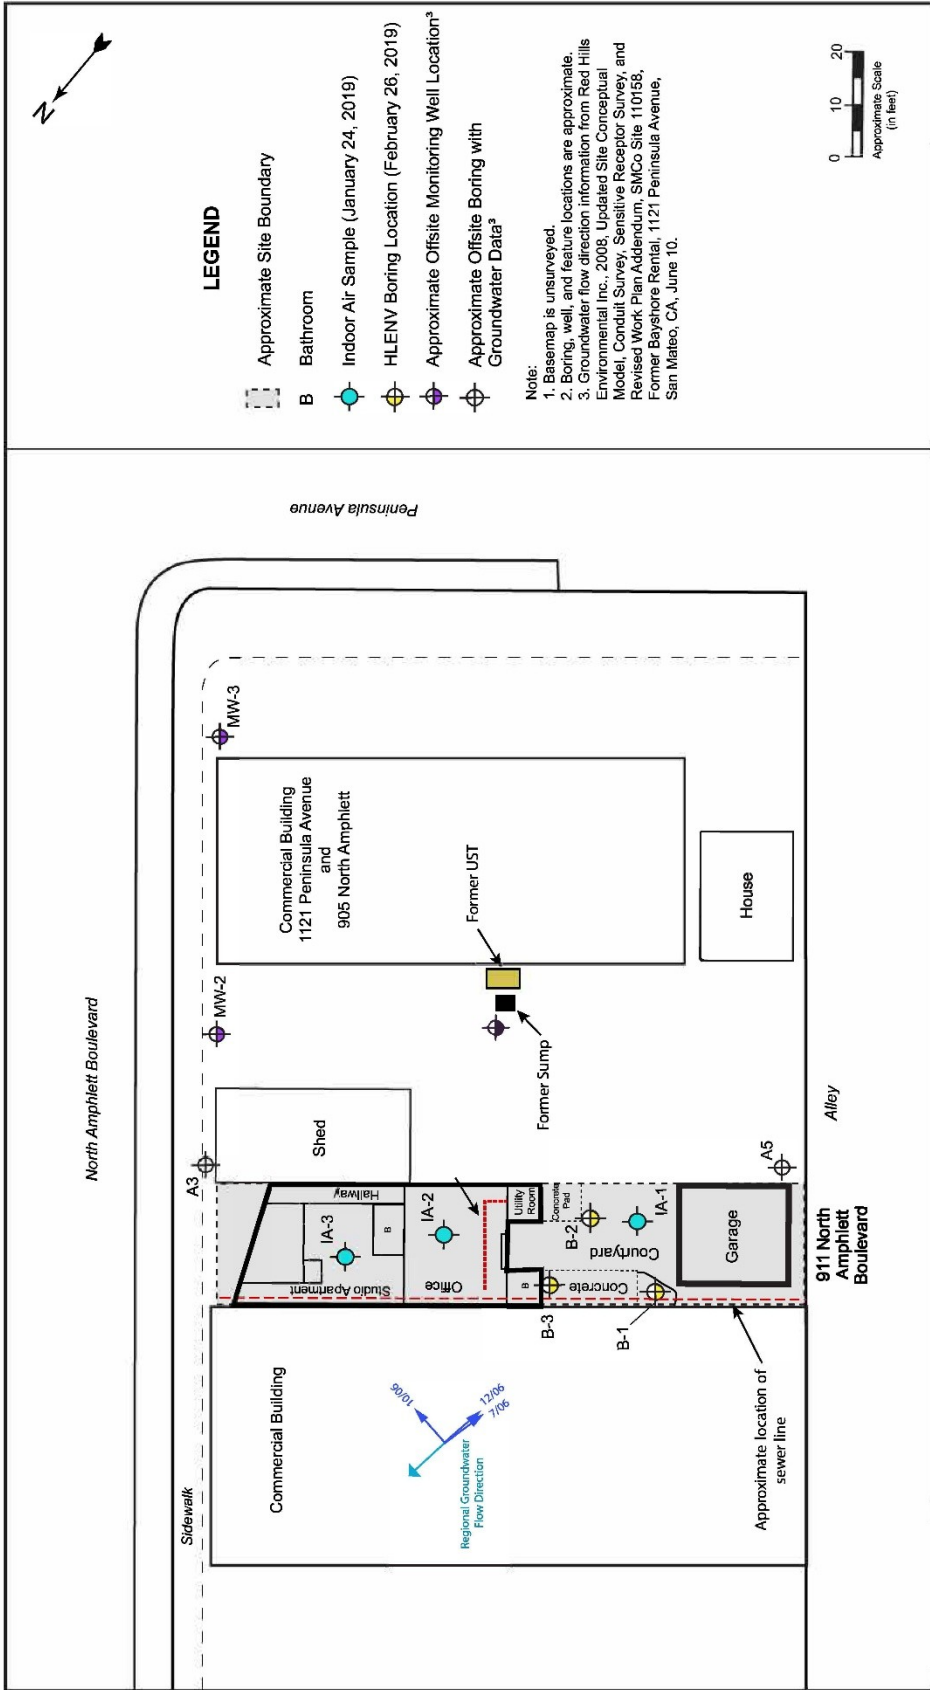 N
LEGEND
Approximate Site Boundary
B Bathroom
Indoor Air Sample (January 24, 2019)
HLENV Boring Location (February 26, 2019)
Approximate Offsite Monitoring Well Location³
Approximate Offsite Boring with
Groundwater Data³
Note:
1. Basemap is unsurveyed.
2. Boring, well, and feature locations are approximate.
3. Groundwater flow direction information from Red Hills
Environmental Inc., 2008, Updated Site Conceptual
Model, Conduit Survey, Sensitive Receptor Survey, and
Revised Work Plan Addendum, SMCo Site 110158,
Former Bayshore Rental, 1121 Peninsula Avenue,
San Mateo, CA, June 10.
0 10 20
Approximate Scale
(in feet)
North Amphlett Boulevard
Peninsula Avenue
Sidewalk
A3
MW-2
MW-3
Commercial Building
Shed
Commercial Building
1121 Peninsula Avenue
and
905 North Amphlett
Hallway
IA-3
B
Studio Apartment
IA-2
Office
10/06
12/06
7/06
Regional Groundwater
Flow Direction
Former UST
Former Sump
B
Utility
Room
Concrete
Pad
B-2
B-3
Concrete
Courtyard
IA-1
B-1
Garage
House
Approximate location of
sewer line
A5
911 North
Amphlett
Boulevard
Alley